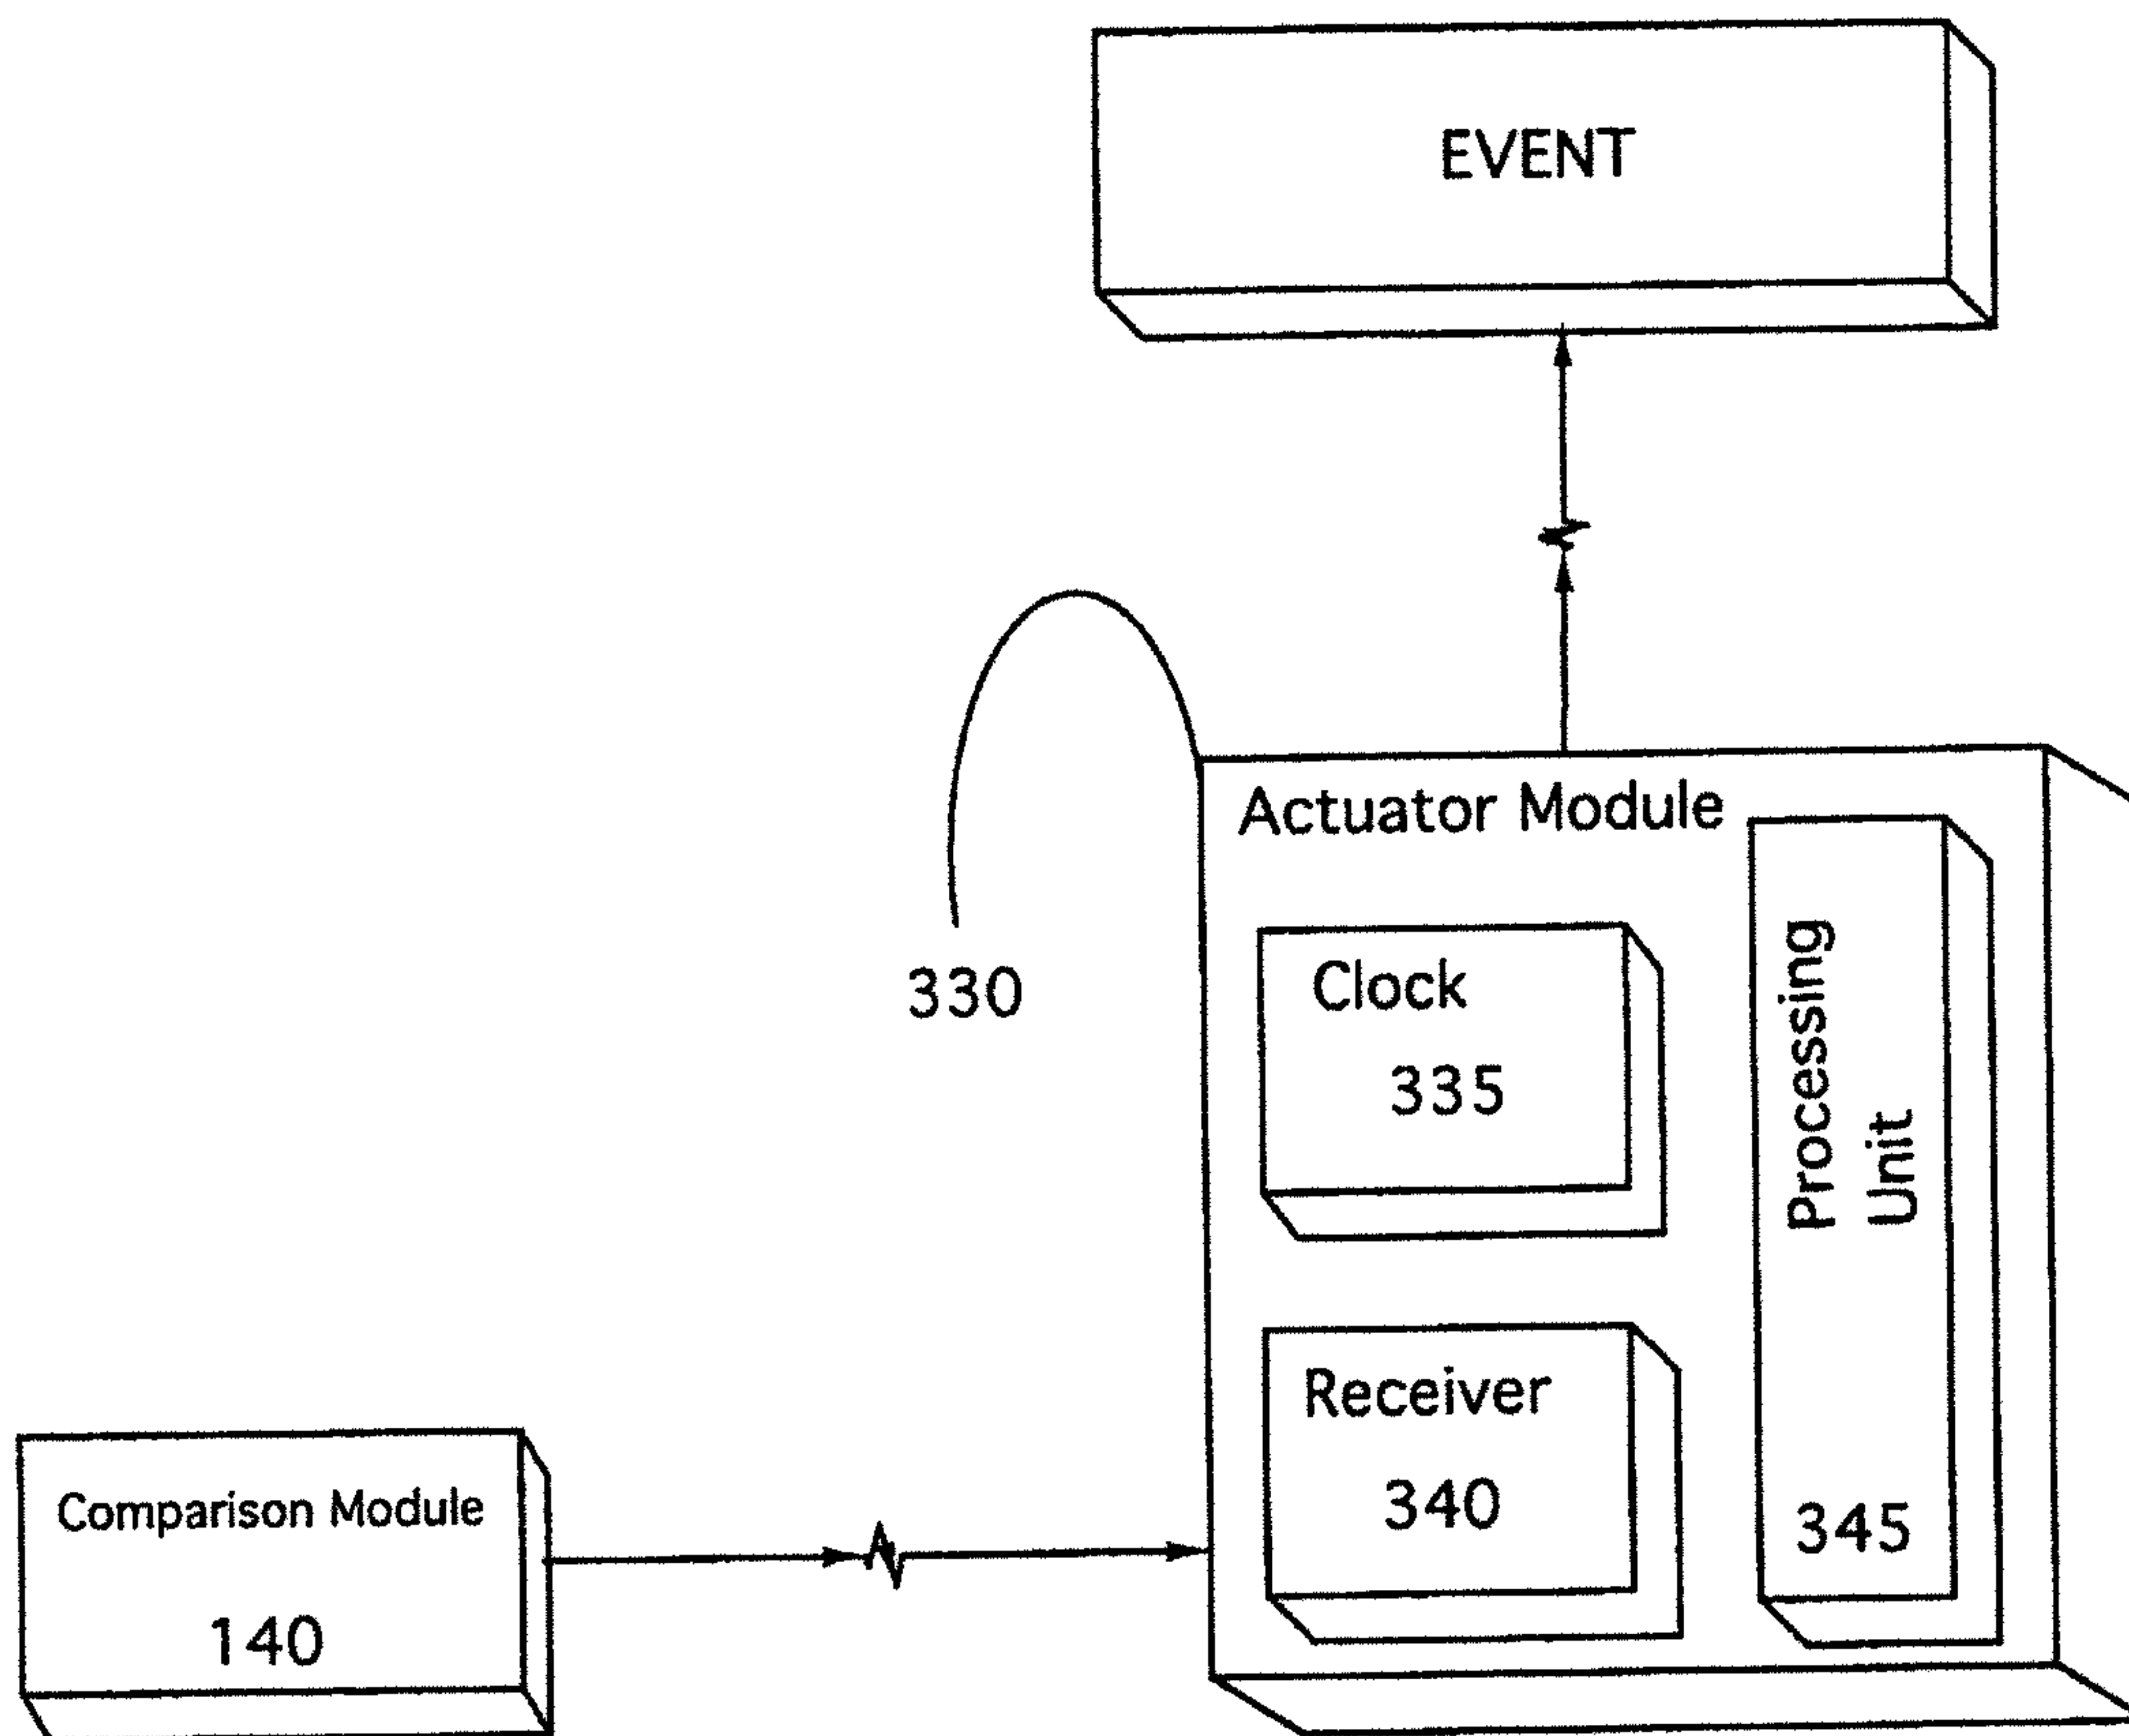 EVENT
330
Actuator Module
Clock
335
Receiver
340
Processing
Unit
345
Comparison Module
140